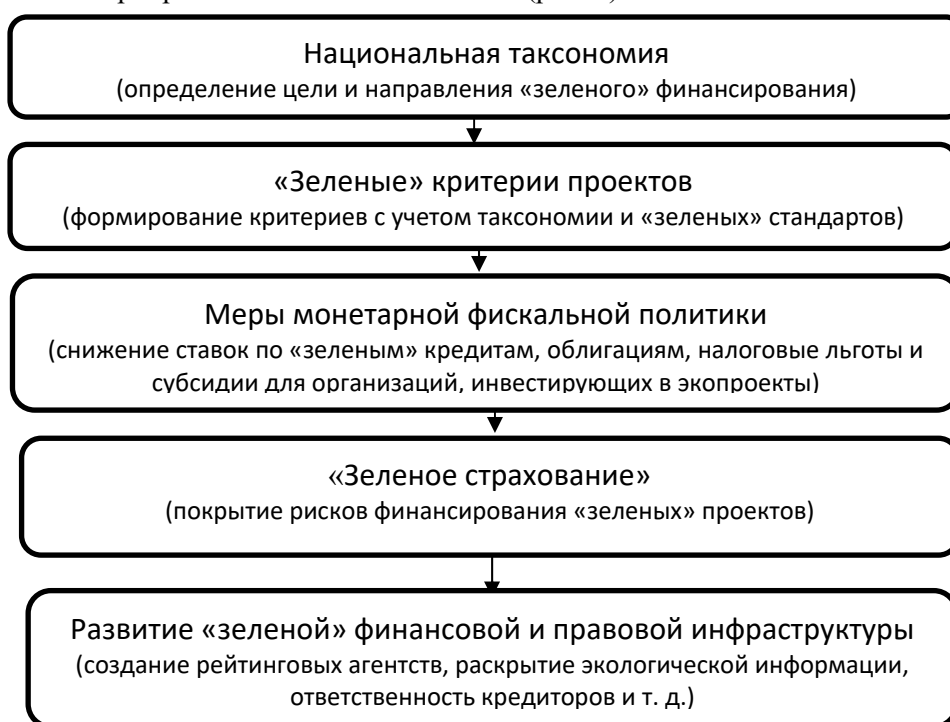 Национальная таксономия
(определение цели и направления «зеленого» финансирования)
«Зеленые» критерии проектов
(формирование критериев с учетом таксономии и «зеленых» стандартов)
Меры монетарной фискальной политики
(снижение ставок по «зеленым» кредитам, облигациям, налоговые льготы и
субсидии для организаций, инвестирующих в экопроекты)
«Зеленое страхование»
(покрытие рисков финансирования «зеленых» проектов)
Развитие «зеленой» финансовой и правовой инфраструктуры
(создание рейтинговых агентств, раскрытие экологической информации,
ответственность кредиторов и т. д.)